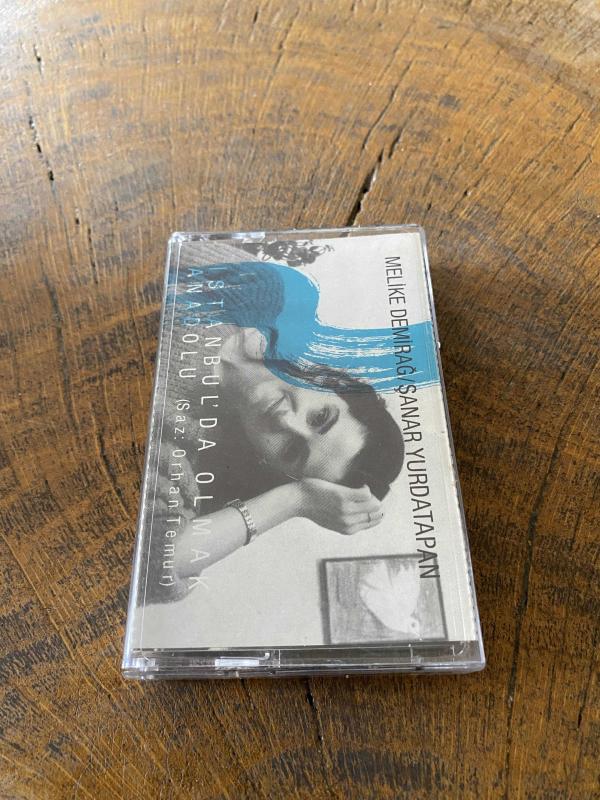 MELİKE DEMİRAĞ/ŞANAR YURDATAPAN
İSTANBUL'DA OLMAK
ANADOLU (Saz: Orhan Temur)